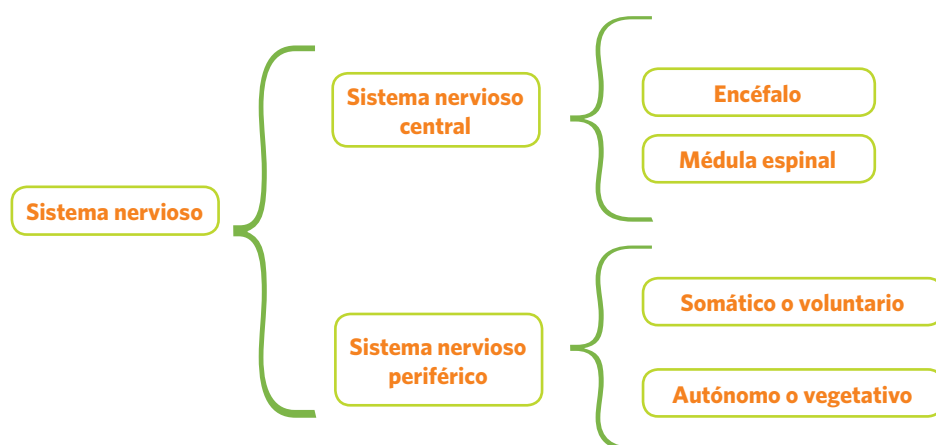 Sistema nervioso
Sistema nervioso
central
Encéfalo
Médula espinal
Sistema nervioso
periférico
Somático o voluntario
Autónomo o vegetativo